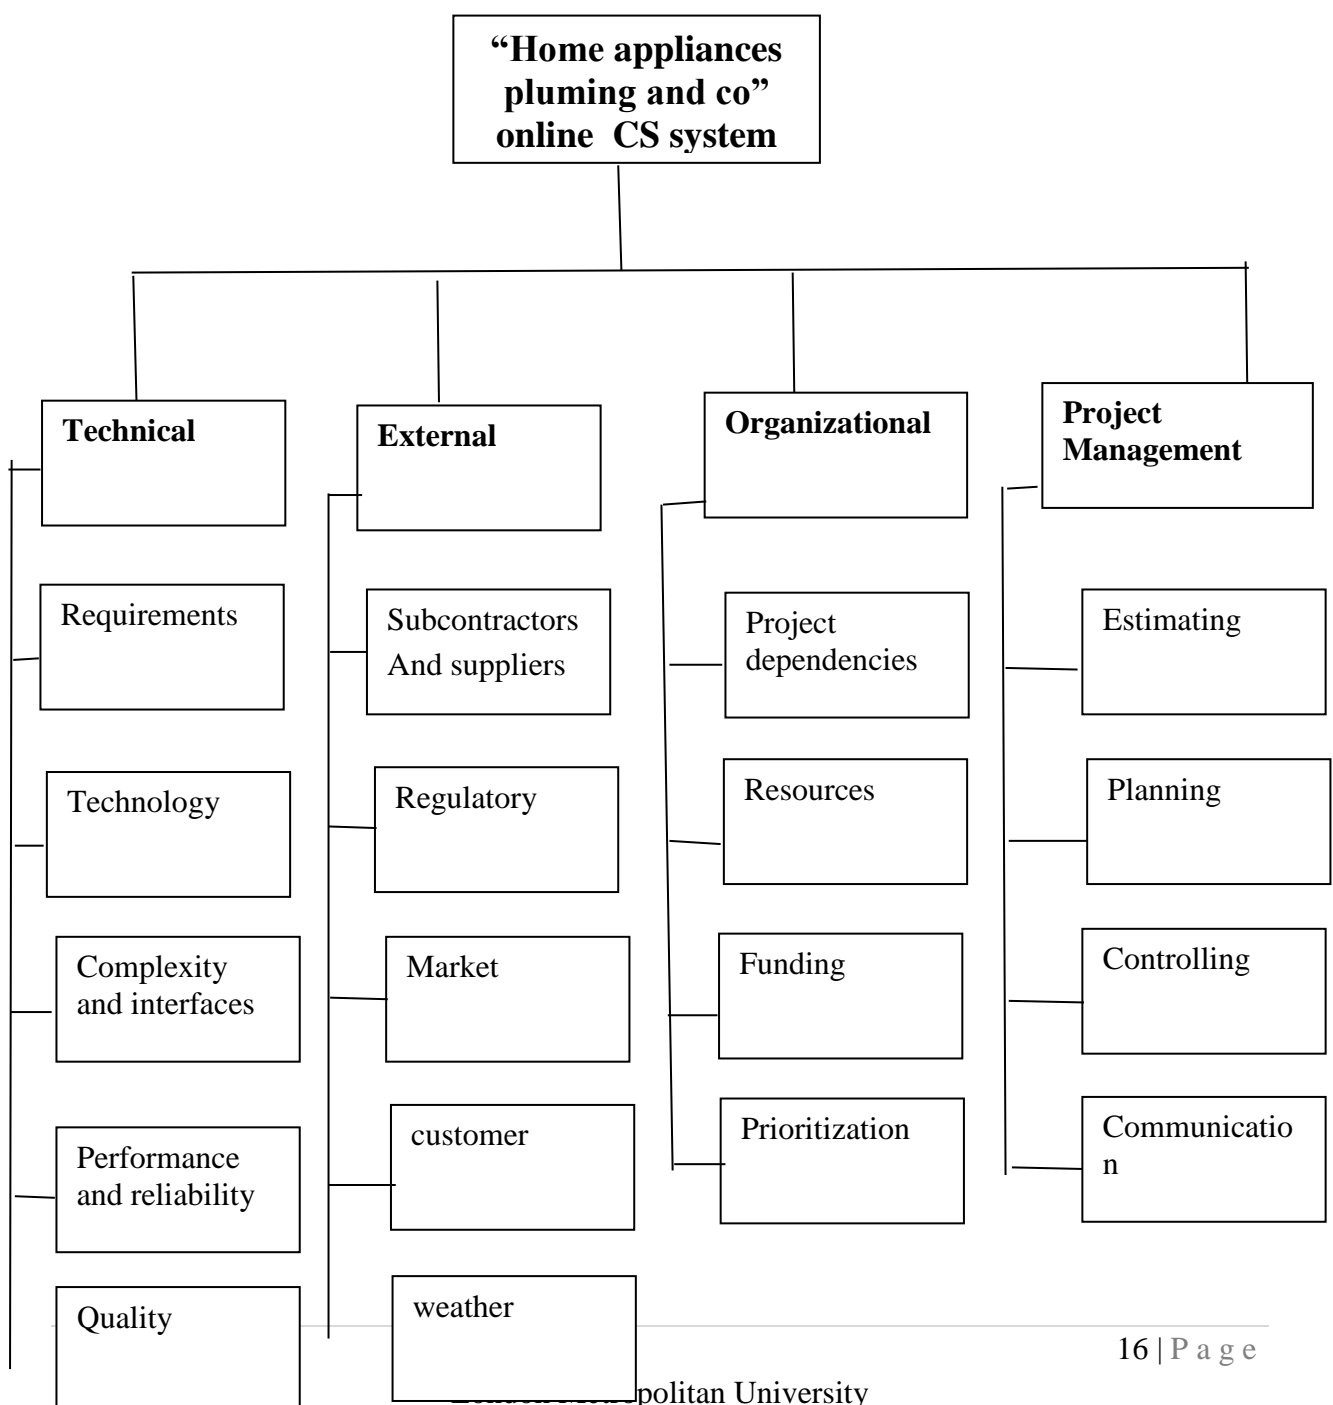 “Home appliances
pluming and co”
online CS system
Technical
External
Organizational
Project
Management
Requirements
Subcontractors
And suppliers
Project
dependencies
Estimating
Technology
Regulatory
Resources
Planning
Complexity
and interfaces
Market
Funding
Controlling
Performance
and reliability
customer
Prioritization
Communicatio
n
Quality
weather
16 | P a g e
politan University